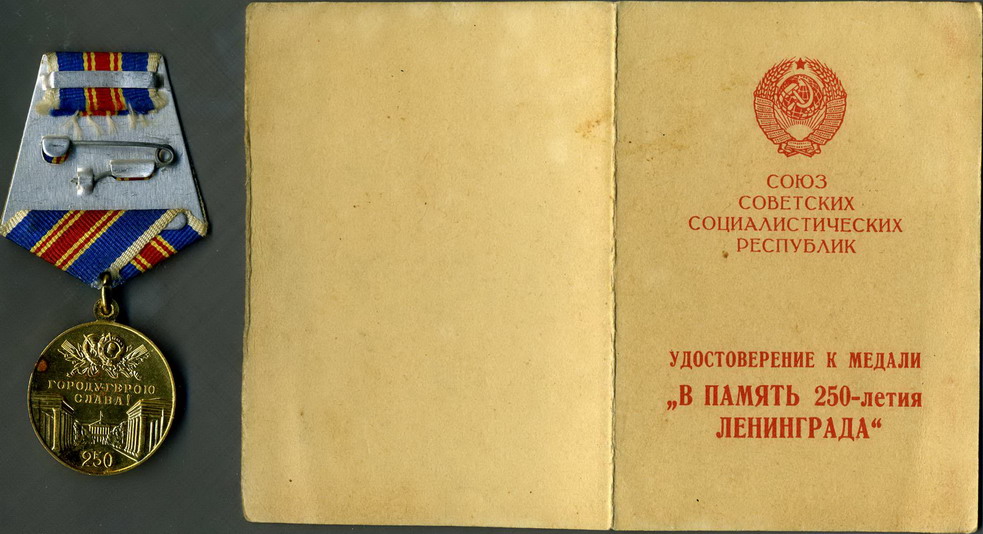 ГОРОДУ-ГЕРОЮ
СЛАВА!
250
СОЮЗ
СОВЕТСКИХ
СОЦИАЛИСТИЧЕСКИХ
РЕСПУБЛИК
УДОСТОВЕРЕНИЕ К МЕДАЛИ
„В ПАМЯТЬ 250-летия
ЛЕНИНГРАДА“